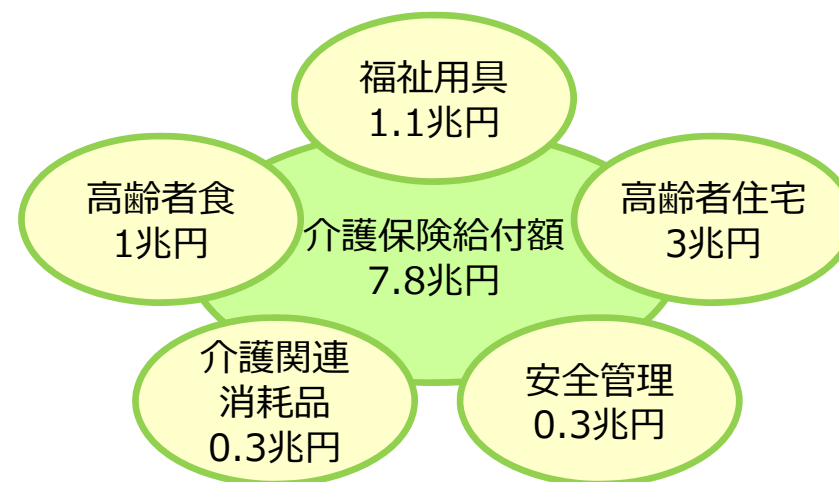 福祉用具
1.1兆円
高齢者食
1兆円
介護保険給付額
7.8兆円
高齢者住宅
3兆円
介護関連
消耗品
0.3兆円
安全管理
0.3兆円